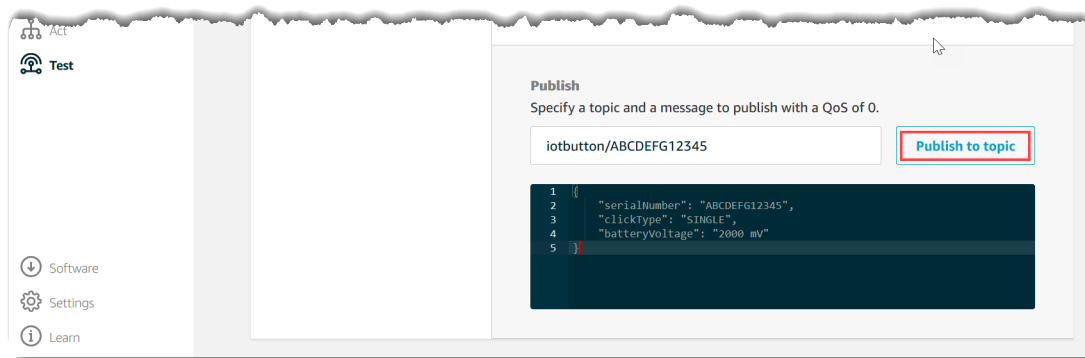 Act
Test
Publish
Specify a topic and a message to publish with a QoS of 0.
iotbutton/ABCDEFG12345
Publish to topic
1 {
2 "serialNumber": "ABCDEFG12345",
3 "clickType": "SINGLE",
4 "batteryVoltage": "2000 mV"
5 }
Software
Settings
Learn